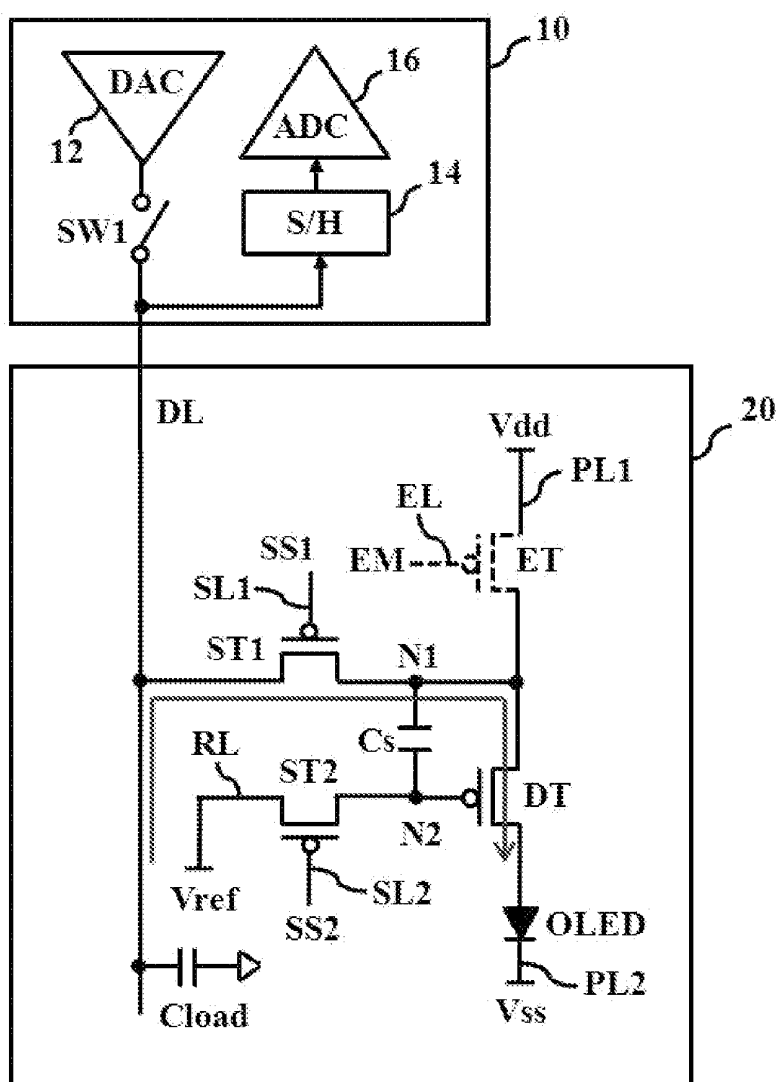 10
DAC
16
ADC
12
14
S/H
SW1
DL
20
Vdd
PL1
EL
SS1
EM
ET
SL1
ST1
N1
Cs
RL
ST2
DT
N2
Vref
SL2
SS2
OLED
PL2
Cload
Vss